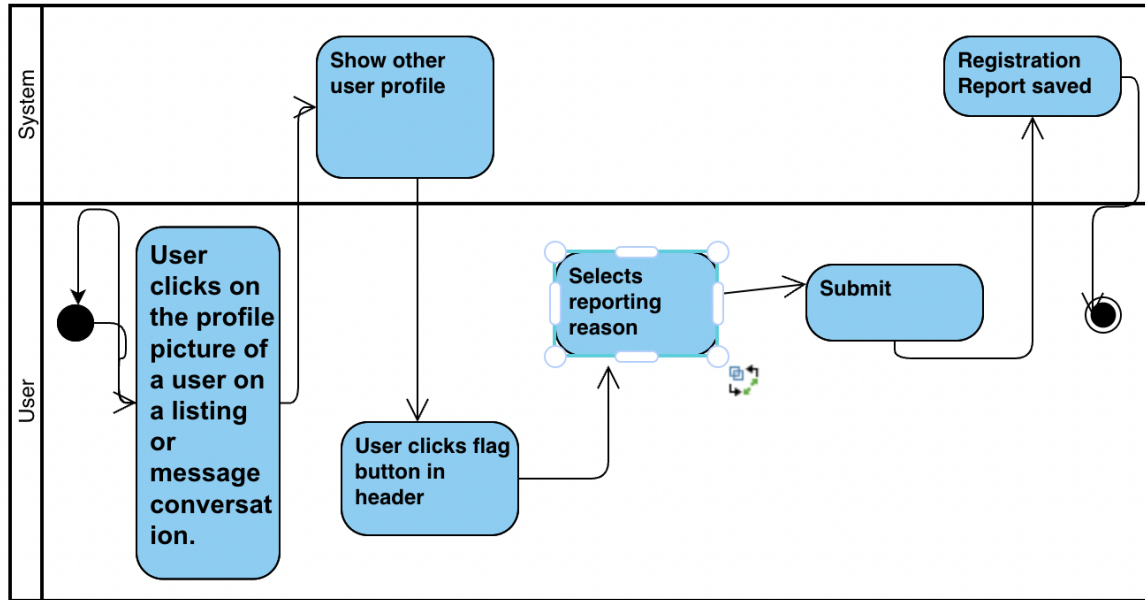 System
Show other
user profile
Registration
Report saved
User
User
clicks on
the profile
picture of
a user on
a listing
or
message
conversat
ion.
User clicks flag
button in
header
Selects
reporting
reason
Submit